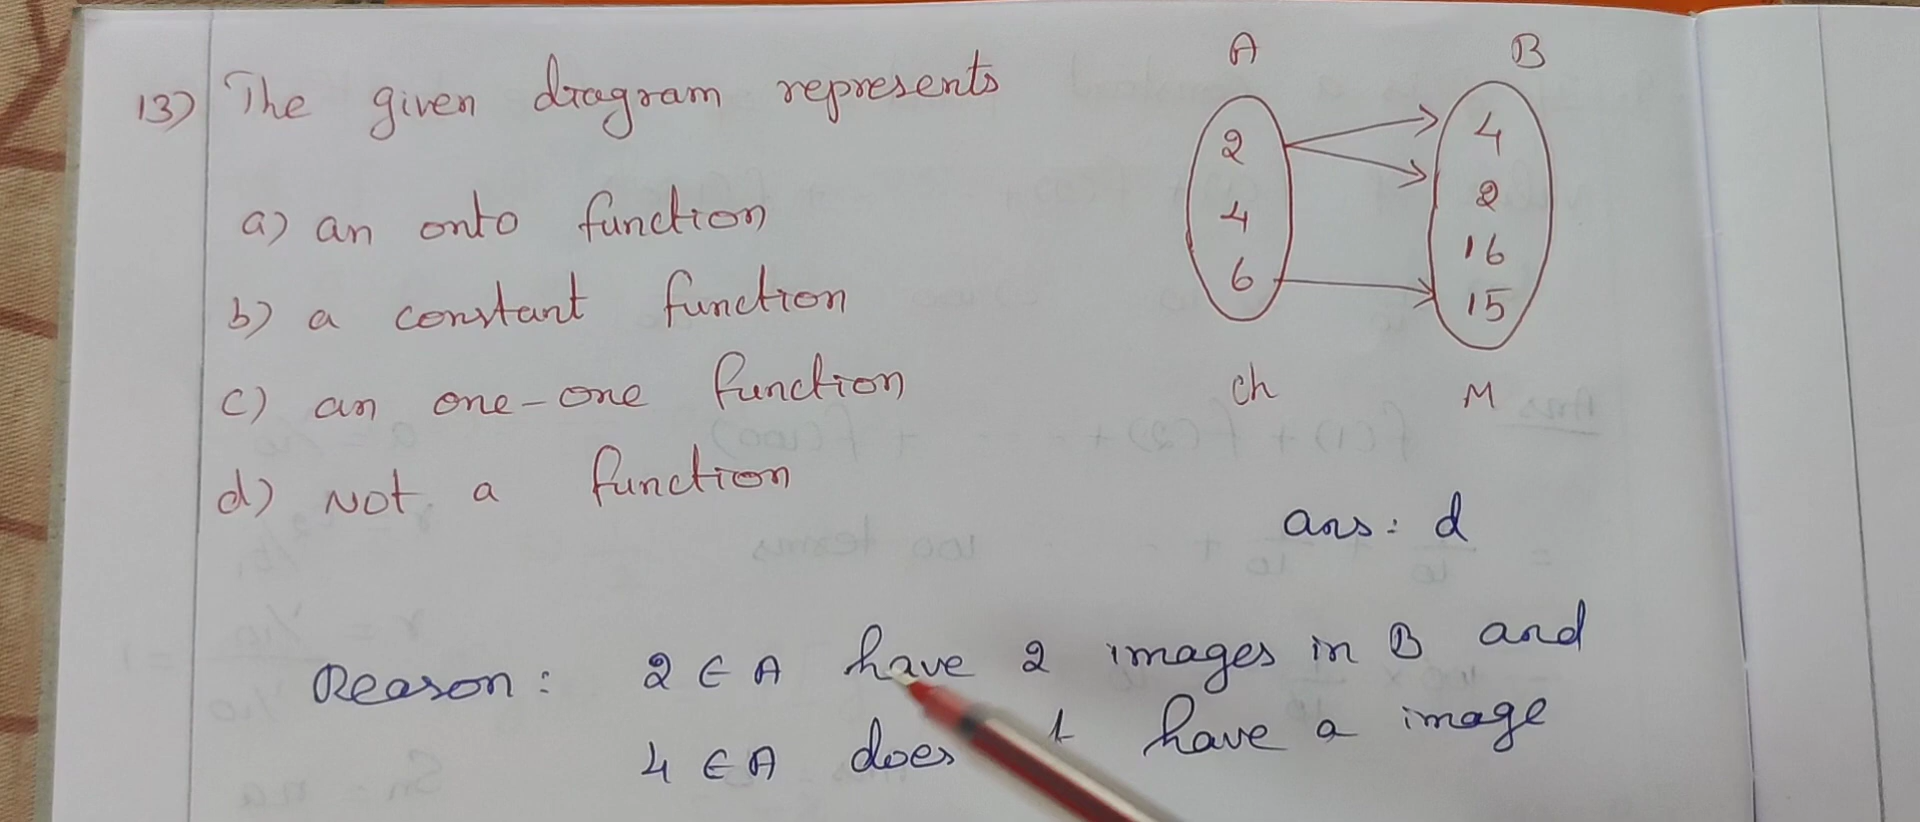 13) The given diagram represents
a) an onto function
b) a constant function
c) an one-one function
d) Not a function
A B
2 4
4 2
6 16
15
ch M
ans: d
Reason: 2 ∈ A have 2 images in B and
4 ∈ A does have a image